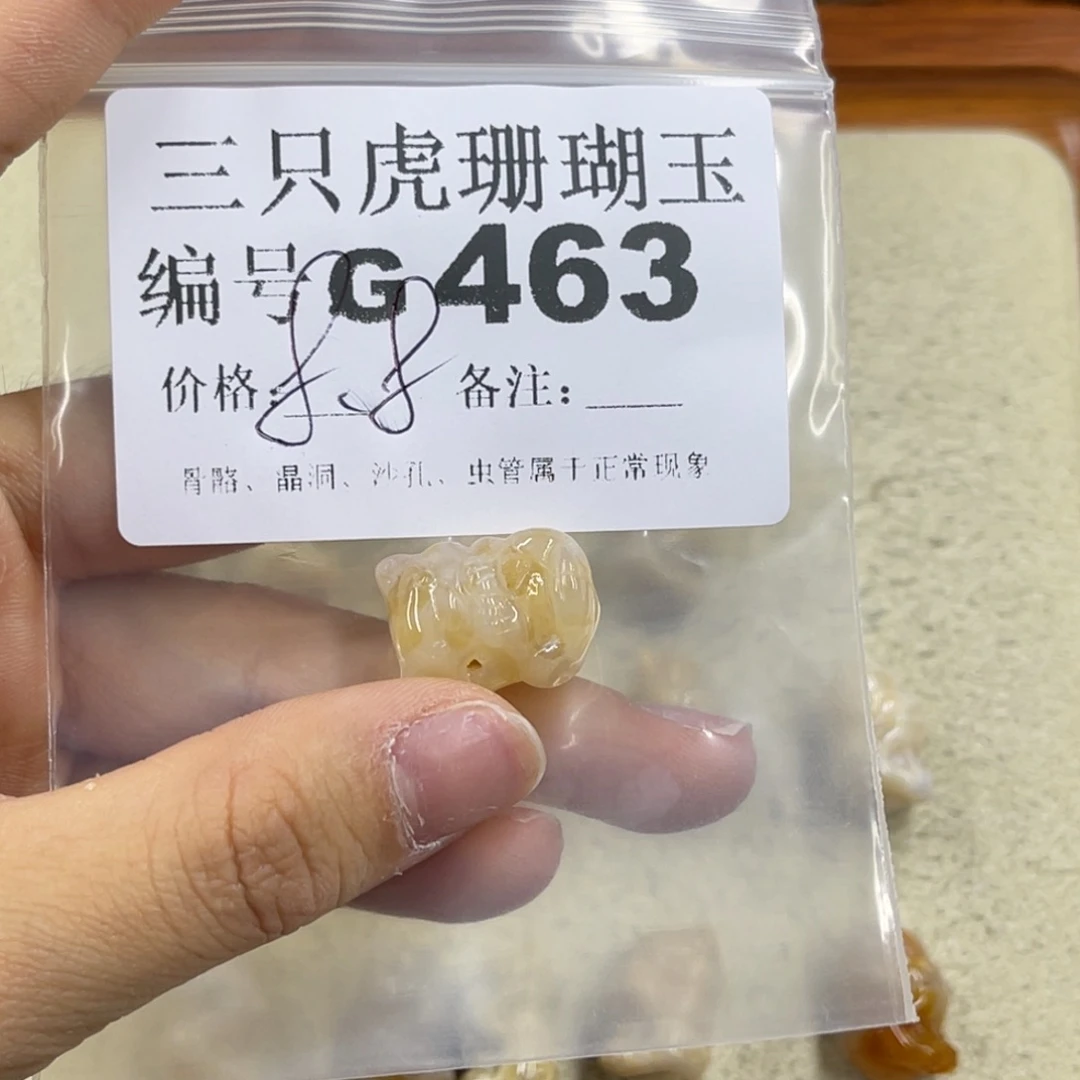 三只虎珊瑚玉
编号G463
价格:88 备注:____
骨骼、晶洞、沙孔、虫管属于正常现象